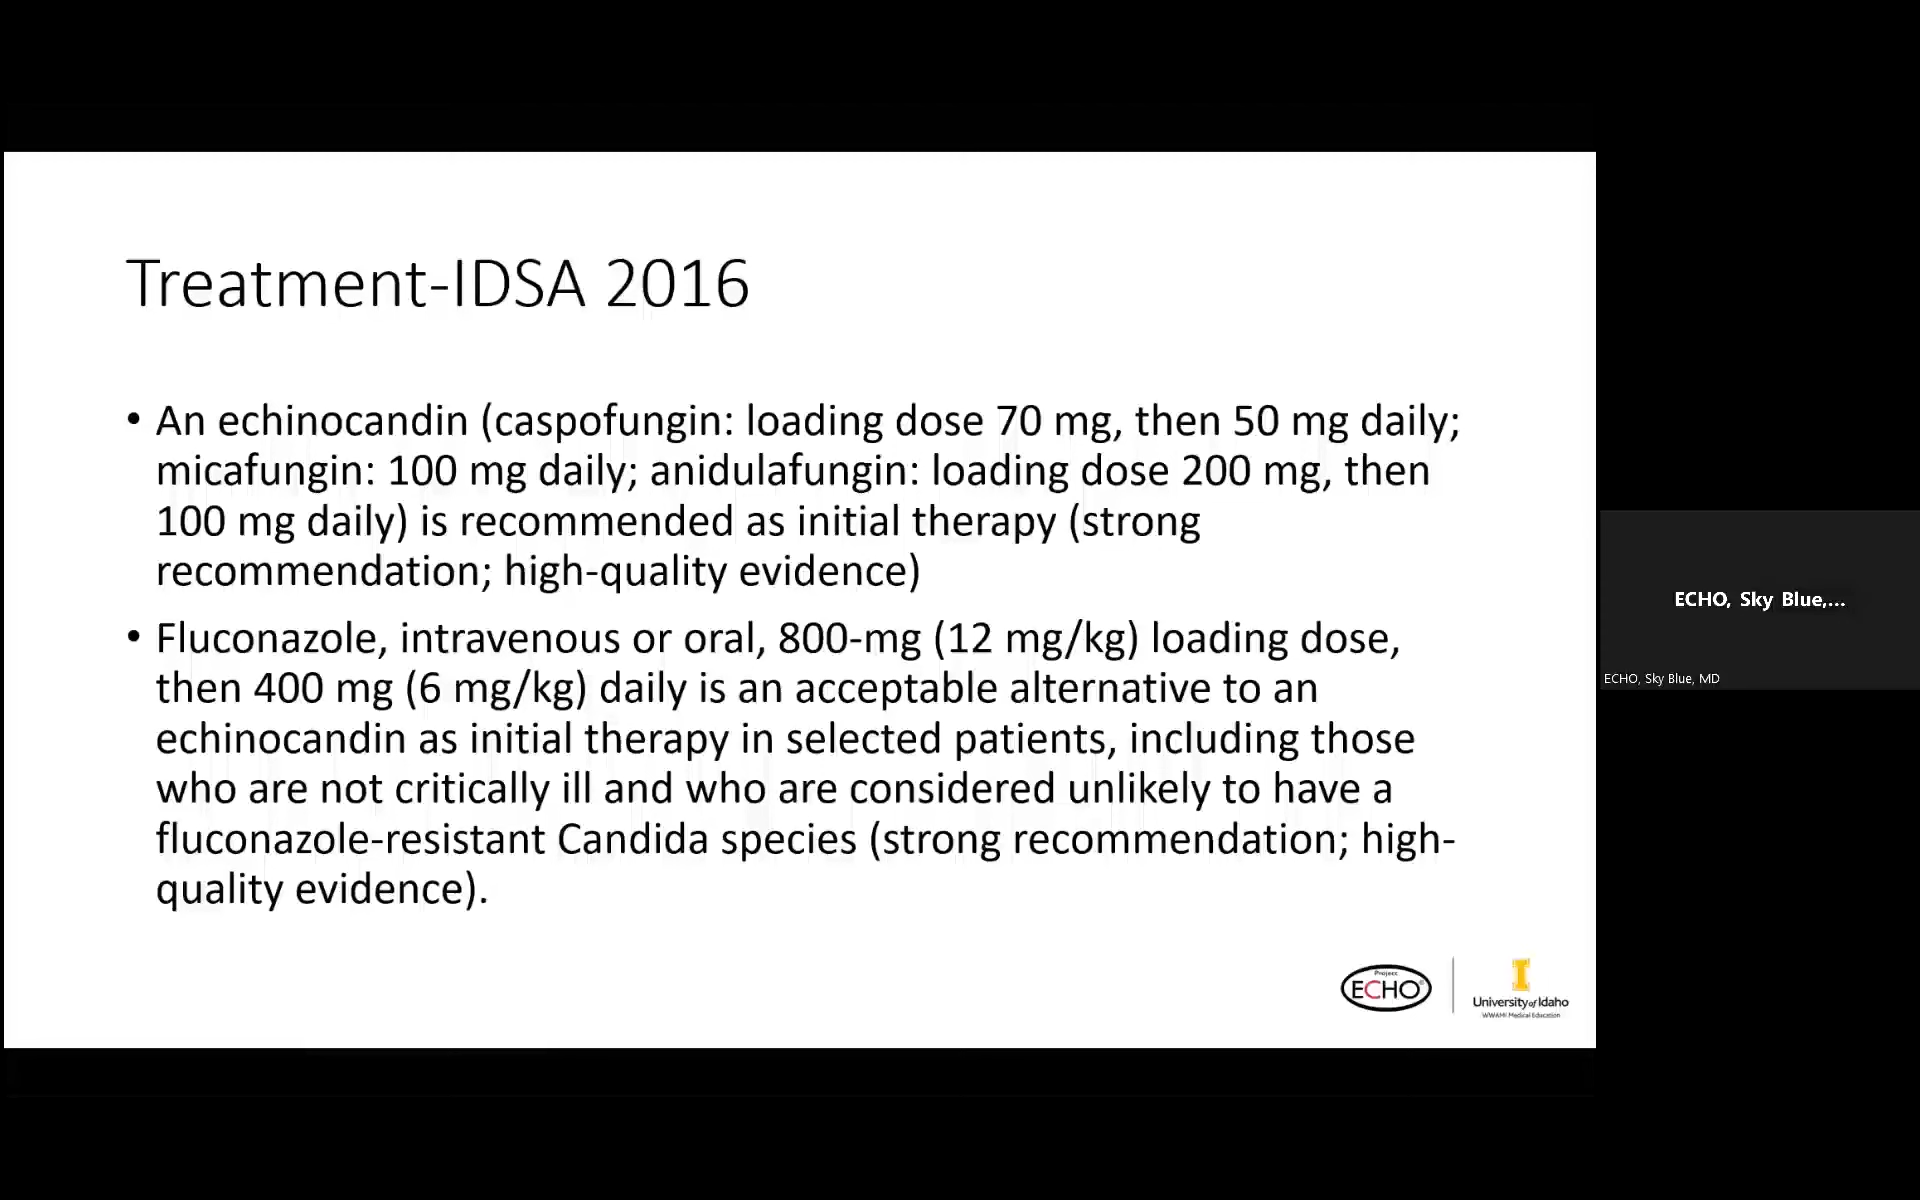 Treatment-IDSA 2016
• An echinocandin (caspofungin: loading dose 70 mg, then 50 mg daily;
micafungin: 100 mg daily; anidulafungin: loading dose 200 mg, then
100 mg daily) is recommended as initial therapy (strong
recommendation; high-quality evidence)
• Fluconazole, intravenous or oral, 800-mg (12 mg/kg) loading dose,
then 400 mg (6 mg/kg) daily is an acceptable alternative to an
echinocandin as initial therapy in selected patients, including those
who are not critically ill and who are considered unlikely to have a
fluconazole-resistant Candida species (strong recommendation; high-
quality evidence).
ECHO, Sky Blue,...
ECHO, Sky Blue, MD
Project
ECHO®
I
University of Idaho
WWAMI Medical Education